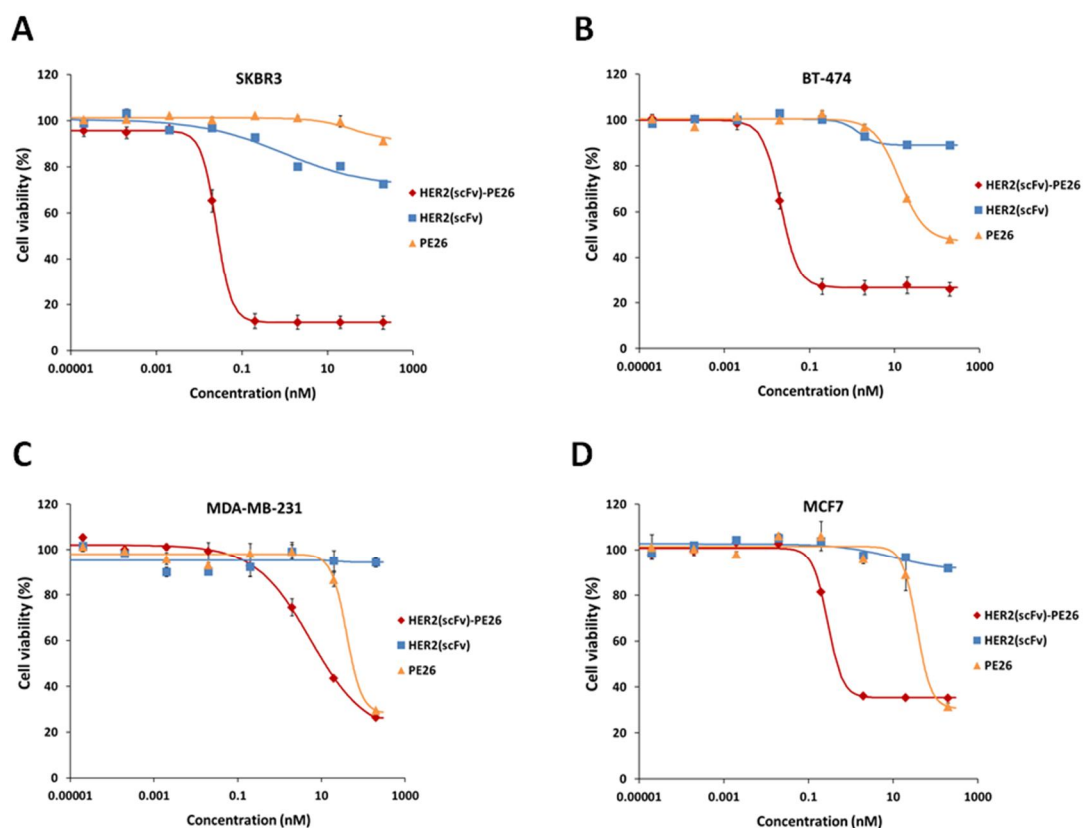 A
SKBR3
120
100
80
60
40
20
0
Cell viability (%)
0.00001 0.001 0.1 10 1000
Concentration (nM)
HER2(scFv)-PE26
HER2(scFv)
PE26
B
BT-474
120
100
80
60
40
20
0
Cell viability (%)
0.00001 0.001 0.1 10 1000
Concentration (nM)
HER2(scFv)-PE26
HER2(scFv)
PE26
C
MDA-MB-231
120
100
80
60
40
20
0
Cell viability (%)
0.00001 0.001 0.1 10 1000
Concentration (nM)
HER2(scFv)-PE26
HER2(scFv)
PE26
D
MCF7
120
100
80
60
40
20
0
Cell viability (%)
0.00001 0.001 0.1 10 1000
Concentration (nM)
HER2(scFv)-PE26
HER2(scFv)
PE26